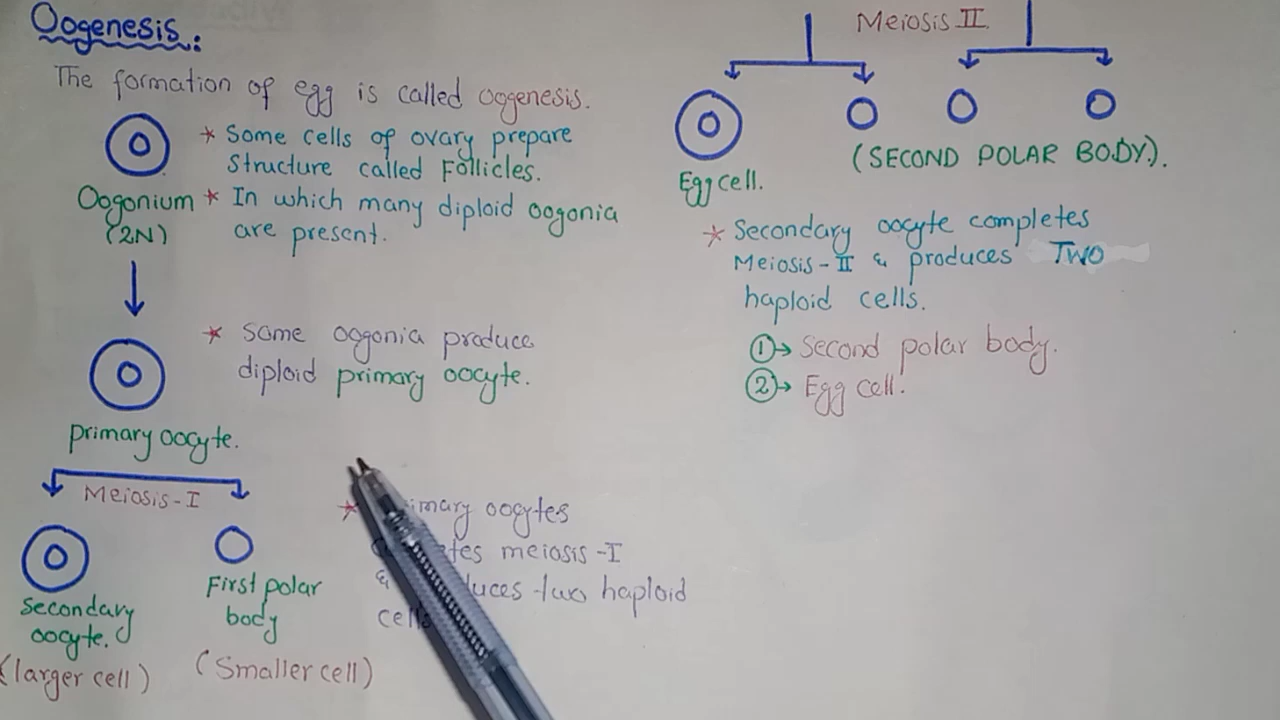 Oogenesis:
The formation of egg is called oogenesis.
* Some cells of ovary prepare
Structure called Follicles.
Oogonium
(2N)
* In which many diploid oogonia
are present.
* Some oogonia produce
diploid primary oocyte.
primary oocyte.
Meiosis-I
Secondary
oocyte.
(larger cell)
First polar
body
(Smaller cell)
* oocytes
meiosis-I
& two haploid
Meiosis II.
Egg cell.
(SECOND POLAR BODY).
* Secondary oocyte completes
Meiosis-II & produces TWO
haploid cells.
1→ Second polar body.
2→ Egg cell.